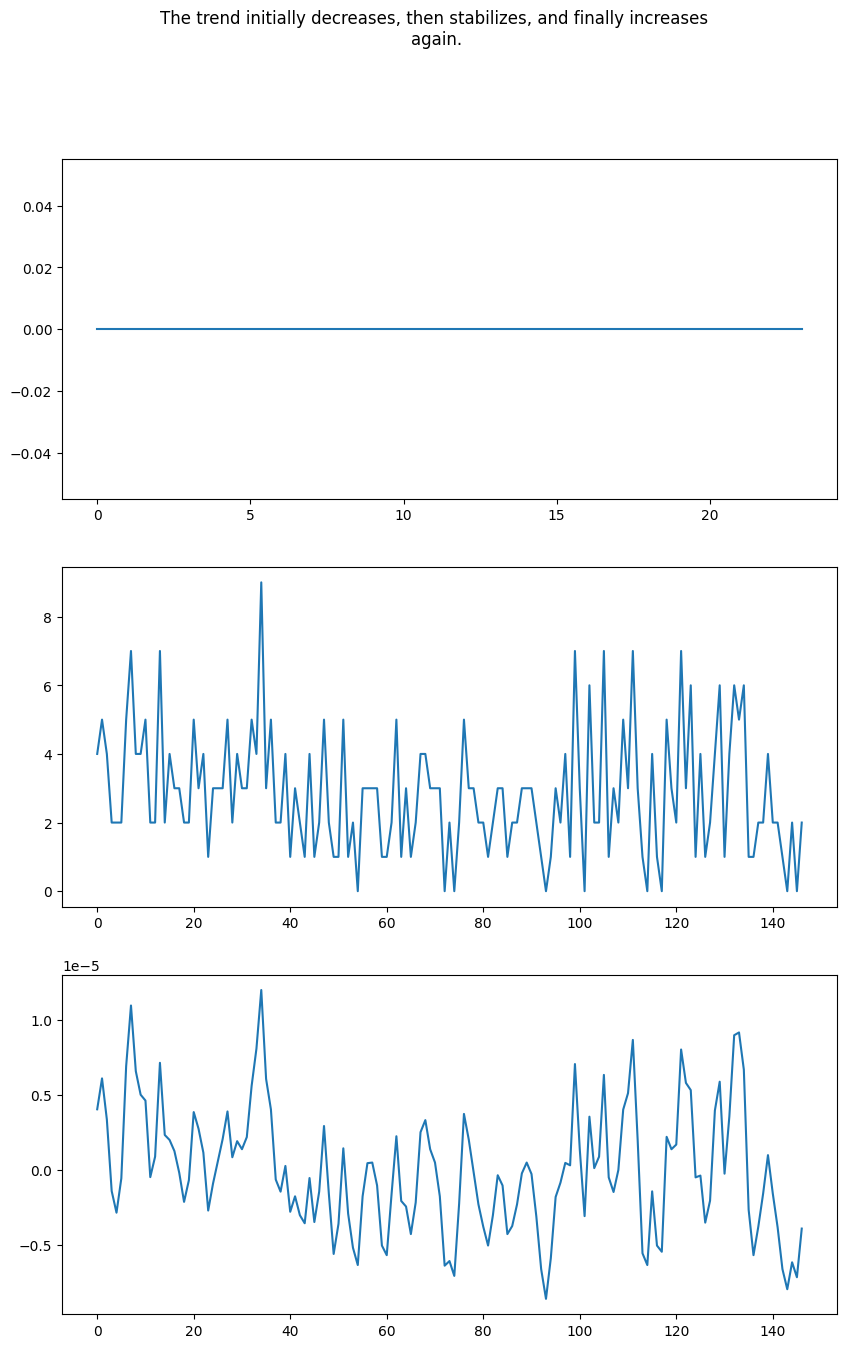 The trend initially decreases, then stabilizes, and finally increases
again.
0.04
0.02
0.00
−0.02
−0.04
0 5 10 15 20
8
6
4
2
0
0 20 40 60 80 100 120 140
1e−5
1.0
0.5
0.0
−0.5
0 20 40 60 80 100 120 140